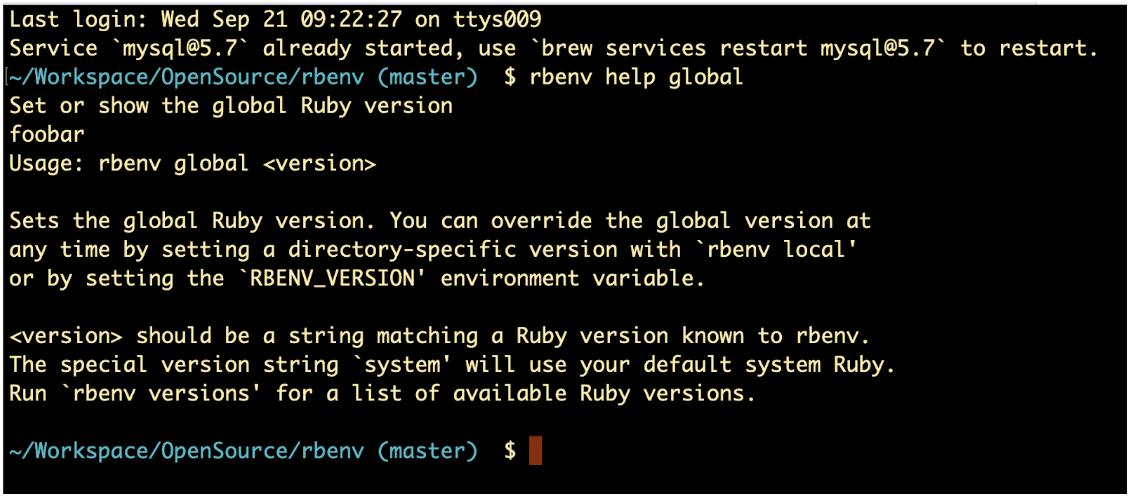 Last login: Wed Sep 21 09:22:27 on ttys009
Service `mysql@5.7` already started, use `brew services restart mysql@5.7` to restart.
[~/Workspace/OpenSource/rbenv (master)  $ rbenv help global
Set or show the global Ruby version
foobar
Usage: rbenv global <version>

Sets the global Ruby version. You can override the global version at
any time by setting a directory-specific version with `rbenv local'
or by setting the `RBENV_VERSION' environment variable.

<version> should be a string matching a Ruby version known to rbenv.
The special version string `system' will use your default system Ruby.
Run `rbenv versions' for a list of available Ruby versions.

~/Workspace/OpenSource/rbenv (master)  $